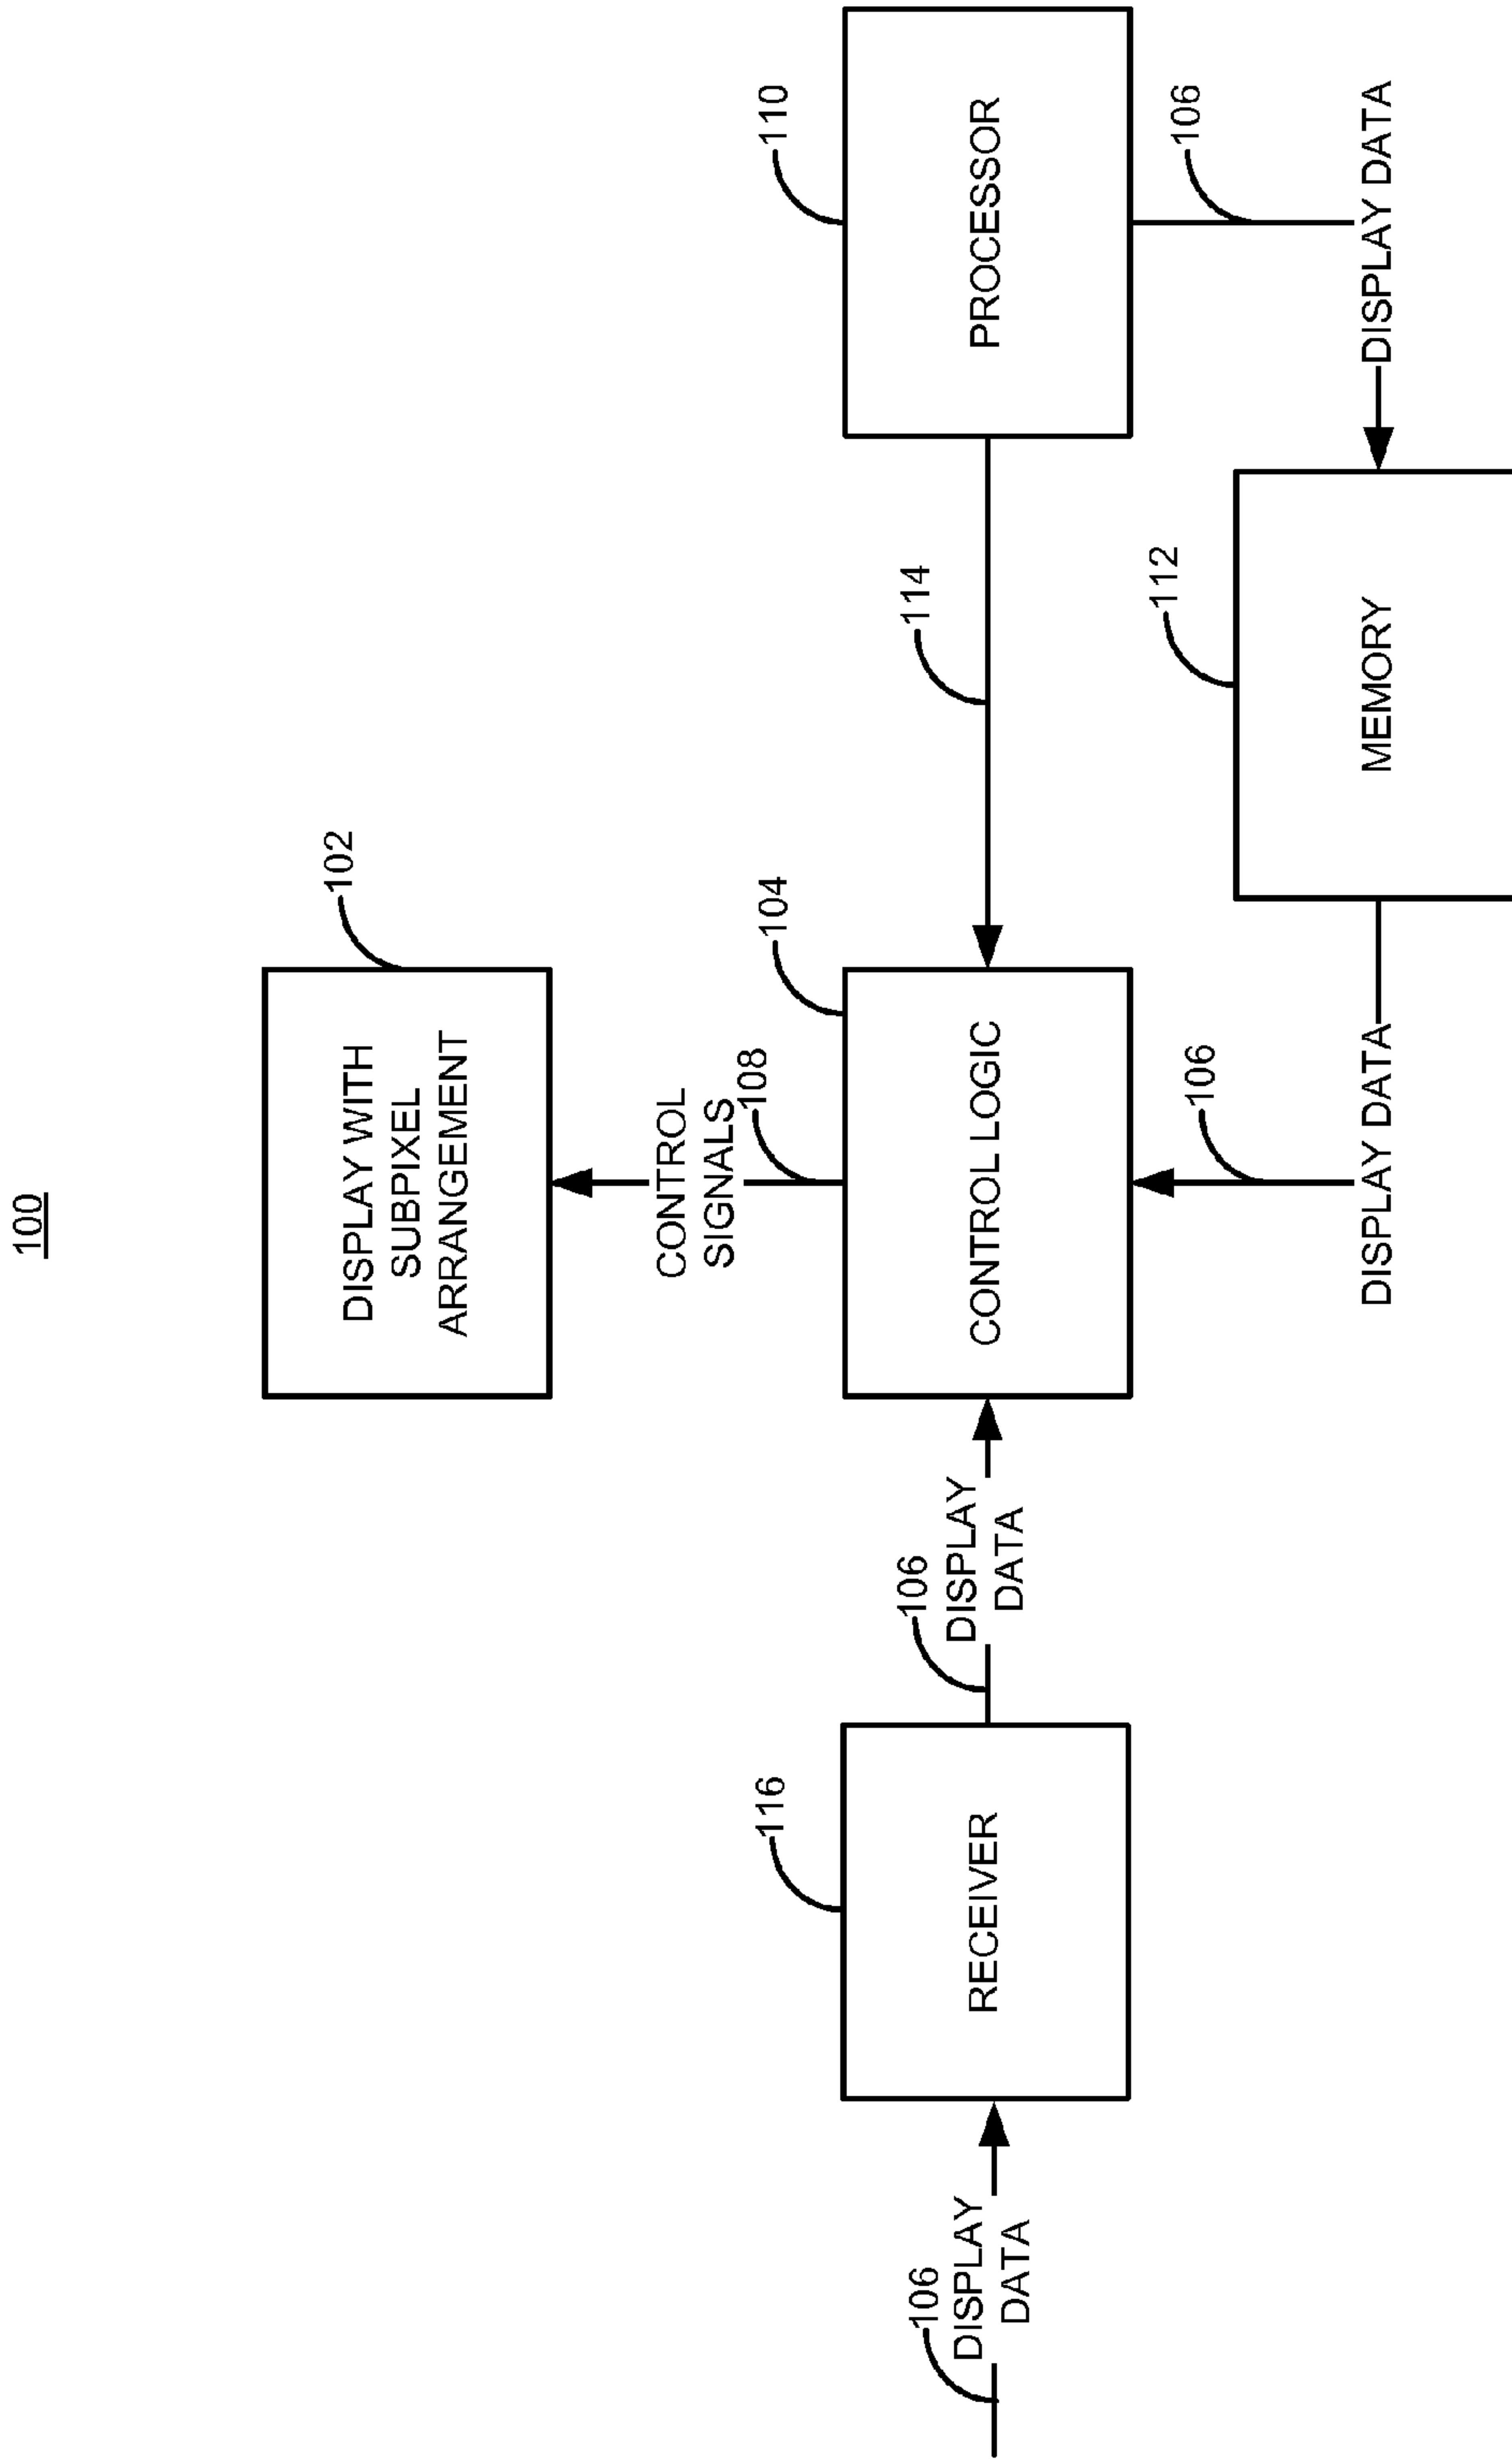 100
DISPLAY WITH
SUBPIXEL
ARRANGEMENT
102
CONTROL
SIGNALS
108
116
104
110
106
DISPLAY
DATA
RECEIVER
106
DISPLAY
DATA
CONTROL LOGIC
114
PROCESSOR
106
DISPLAY DATA
112
MEMORY
106
DISPLAY DATA